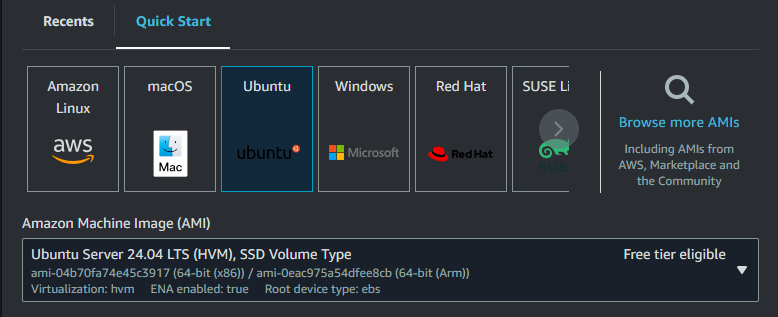 Recents
Quick Start
Amazon
Linux
aws
macOS
Mac
Ubuntu
ubuntu
Windows
Microsoft
Red Hat
Red Hat
SUSE Li
SUS
Browse more AMIs
Including AMIs from
AWS, Marketplace and
the Community
Amazon Machine Image (AMI)
Ubuntu Server 24.04 LTS (HVM), SSD Volume Type
Free tier eligible
ami-04b70fa74e45c3917 (64-bit (x86)) / ami-0eac975a54dfee8cb (64-bit (Arm))
Virtualization: hvm ENA enabled: true Root device type: ebs